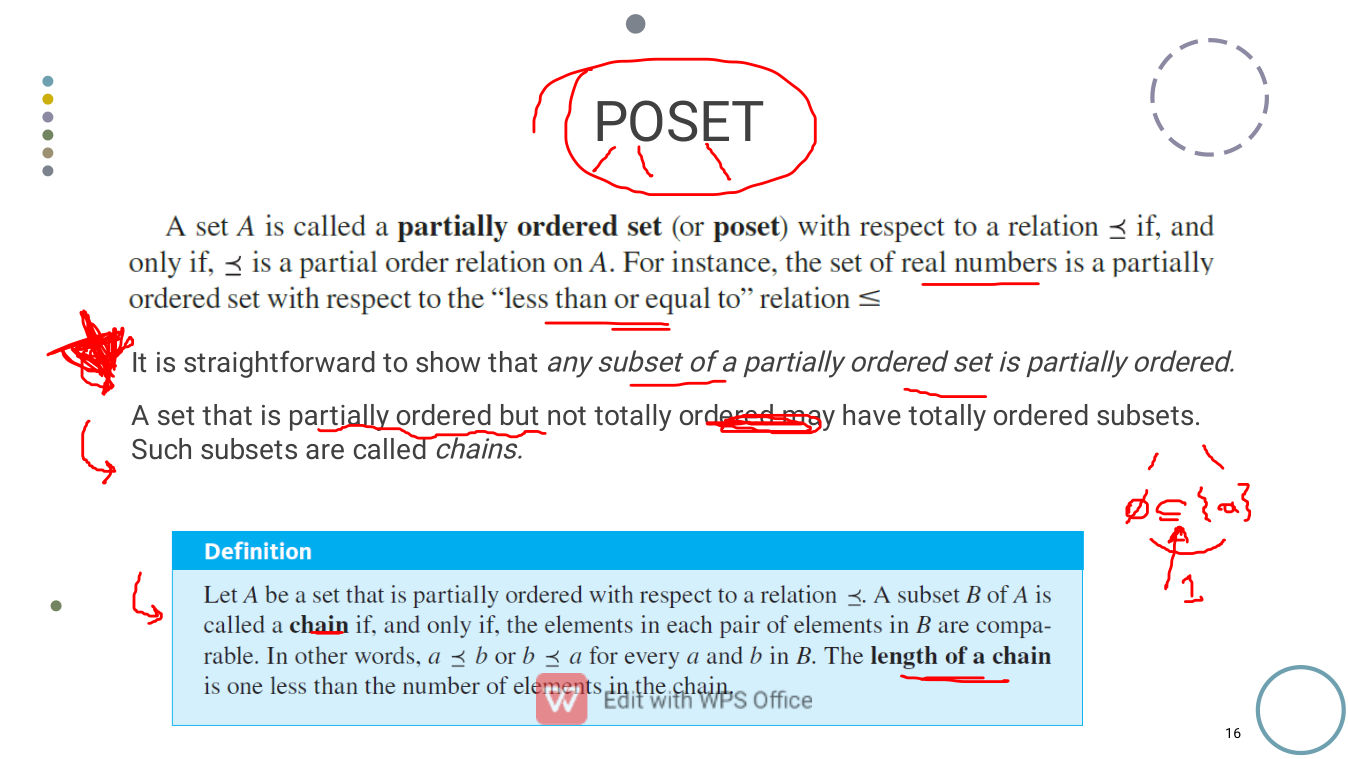 POSET
A set A is called a partially ordered set (or poset) with respect to a relation ⪯ if, and
only if, ⪯ is a partial order relation on A. For instance, the set of real numbers is a partially
ordered set with respect to the “less than or equal to” relation ≤
It is straightforward to show that any subset of a partially ordered set is partially ordered.
A set that is partially ordered but not totally ordered may have totally ordered subsets.
Such subsets are called chains.
∅ ⊆ {a}
1
Definition
Let A be a set that is partially ordered with respect to a relation ⪯. A subset B of A is
called a chain if, and only if, the elements in each pair of elements in B are compa-
rable. In other words, a ⪯ b or b ⪯ a for every a and b in B. The length of a chain
is one less than the number of elements in the chain.
Edit with WPS Office
16